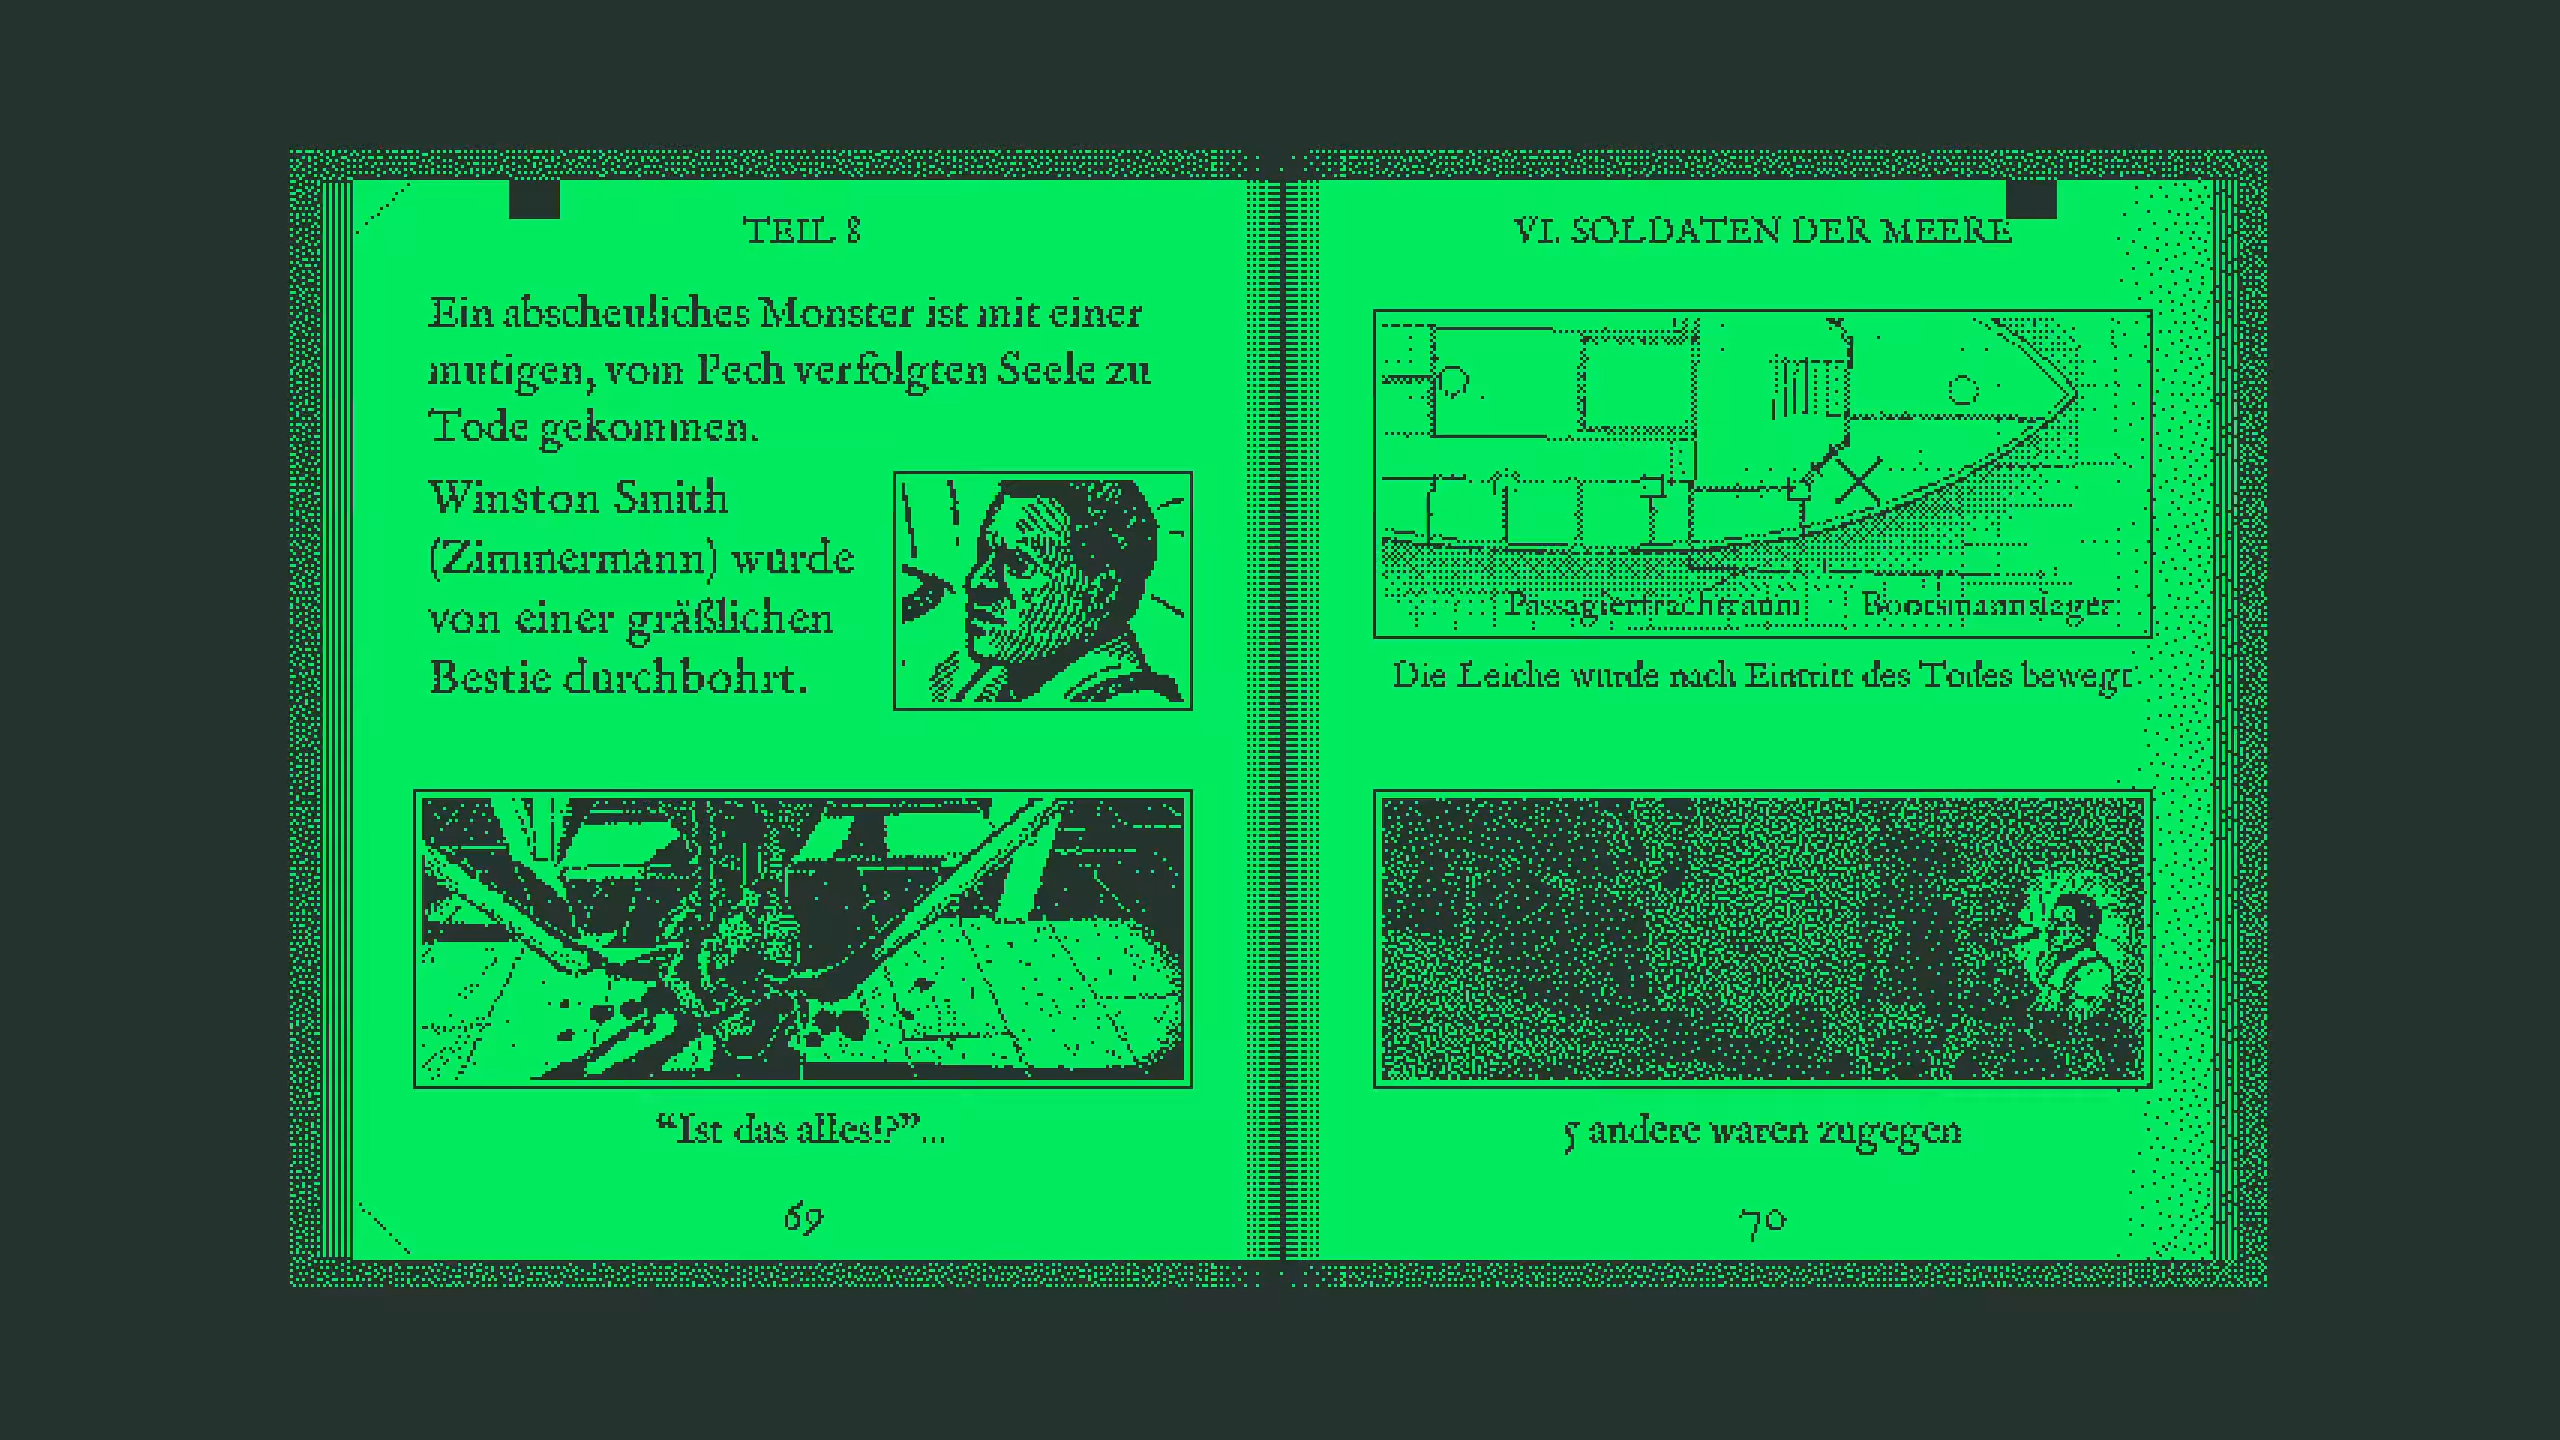 TEIL 8
Ein abscheuliches Monster ist mit einer
mutigen, vom Pech verfolgten Seele zu
Tode gekommen.
Winston Smith
(Zimmermann) wurde
von einer gräßlichen
Bestie durchbohrt.
“Ist das alles!?”...
69
VI. SOLDATEN DER MEERE
Passagierfrachtraum
Bootsmannslager
Die Leiche wurde nach Eintritt des Todes bewegt
5 andere waren zugegen
70